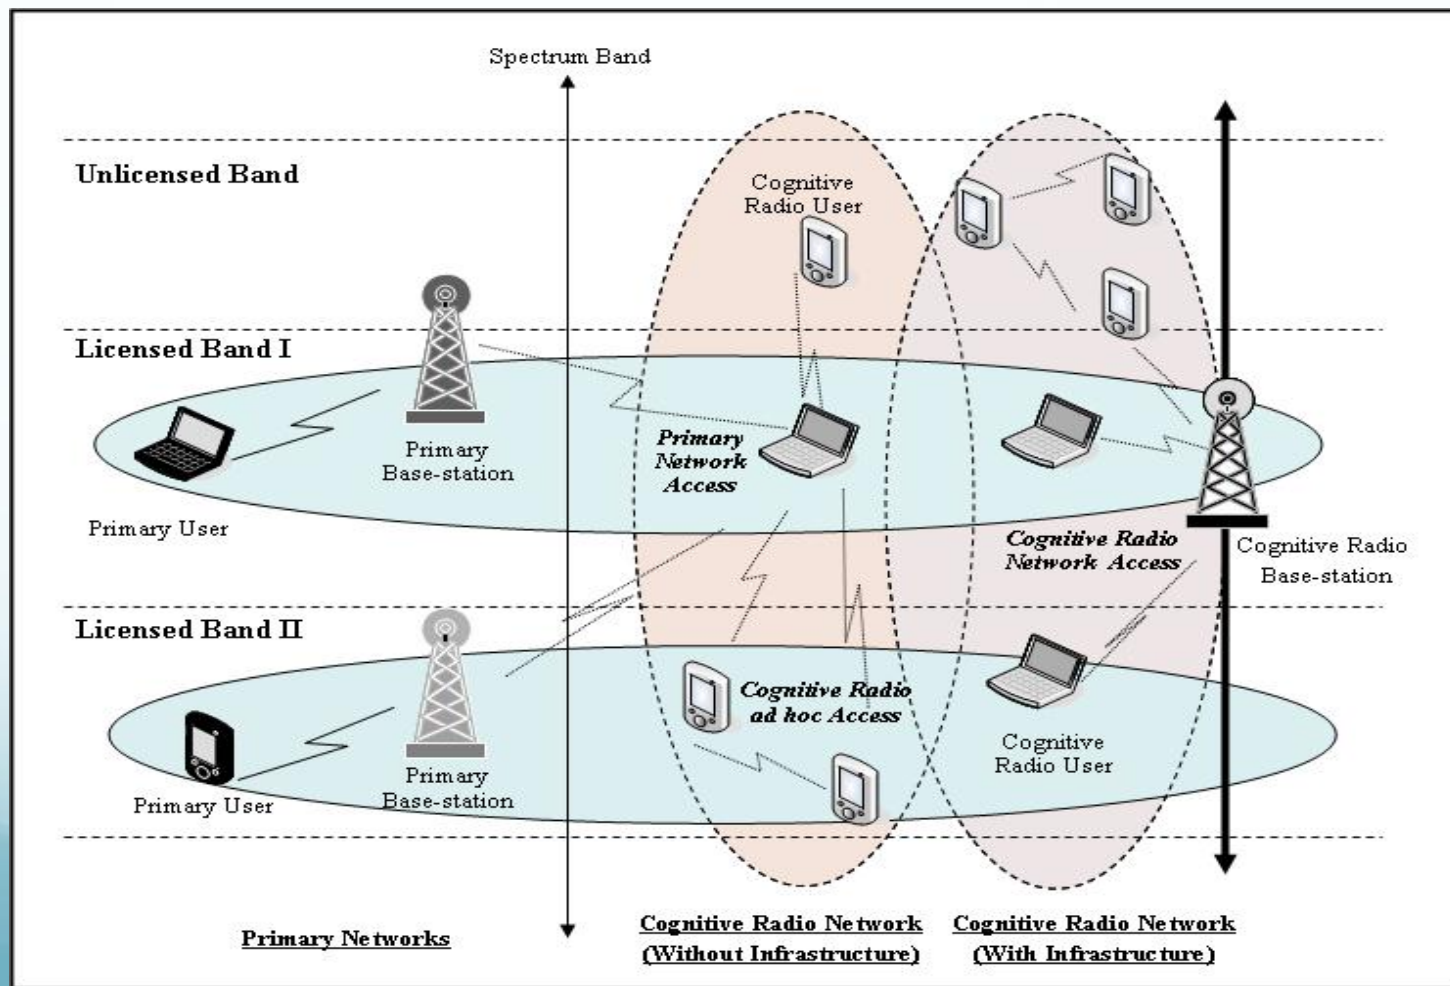 Spectrum Band
Unlicensed Band
Cognitive
Radio User
Licensed Band I
Primary
Base-station
Primary User
Primary
Network
Access
Cognitive Radio
Network Access
Cognitive Radio
Base-station
Licensed Band II
Primary
Base-station
Primary User
Cognitive Radio
ad hoc Access
Cognitive
Radio User
Primary Networks
Cognitive Radio Network
(Without Infrastructure)
Cognitive Radio Network
(With Infrastructure)